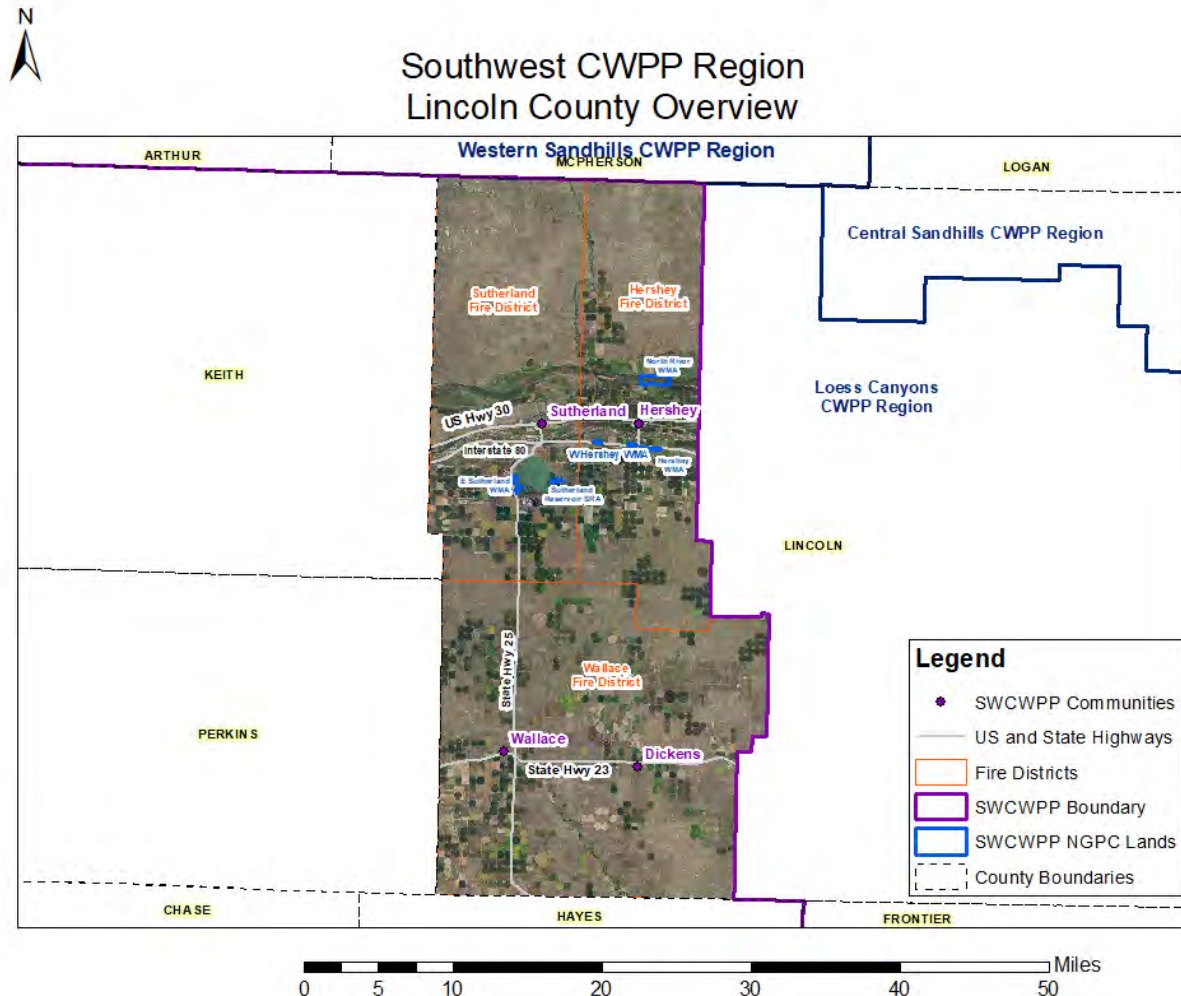 N
Southwest CWPP Region
Lincoln County Overview
ARTHUR
Western Sandhills CWPP Region
MCPHERSON
LOGAN
Central Sandhills CWPP Region
Sutherland
Fire District
Hershey
Fire District
North River
WMA
KEITH
Loess Canyons
CWPP Region
US Hwy 30
Sutherland
Hershey
Interstate 80
W Hershey WMA
Hershey
WMA
E Sutherland
WMA
Sutherland
Reservoir SRA
LINCOLN
State Hwy 25
Wallace
Fire District
PERKINS
Wallace
Dickens
State Hwy 23
Legend
SWCWPP Communities
US and State Highways
Fire Districts
SWCWPP Boundary
SWCWPP NGPC Lands
County Boundaries
CHASE
HAYES
FRONTIER
Miles
0 5 10 20 30 40 50